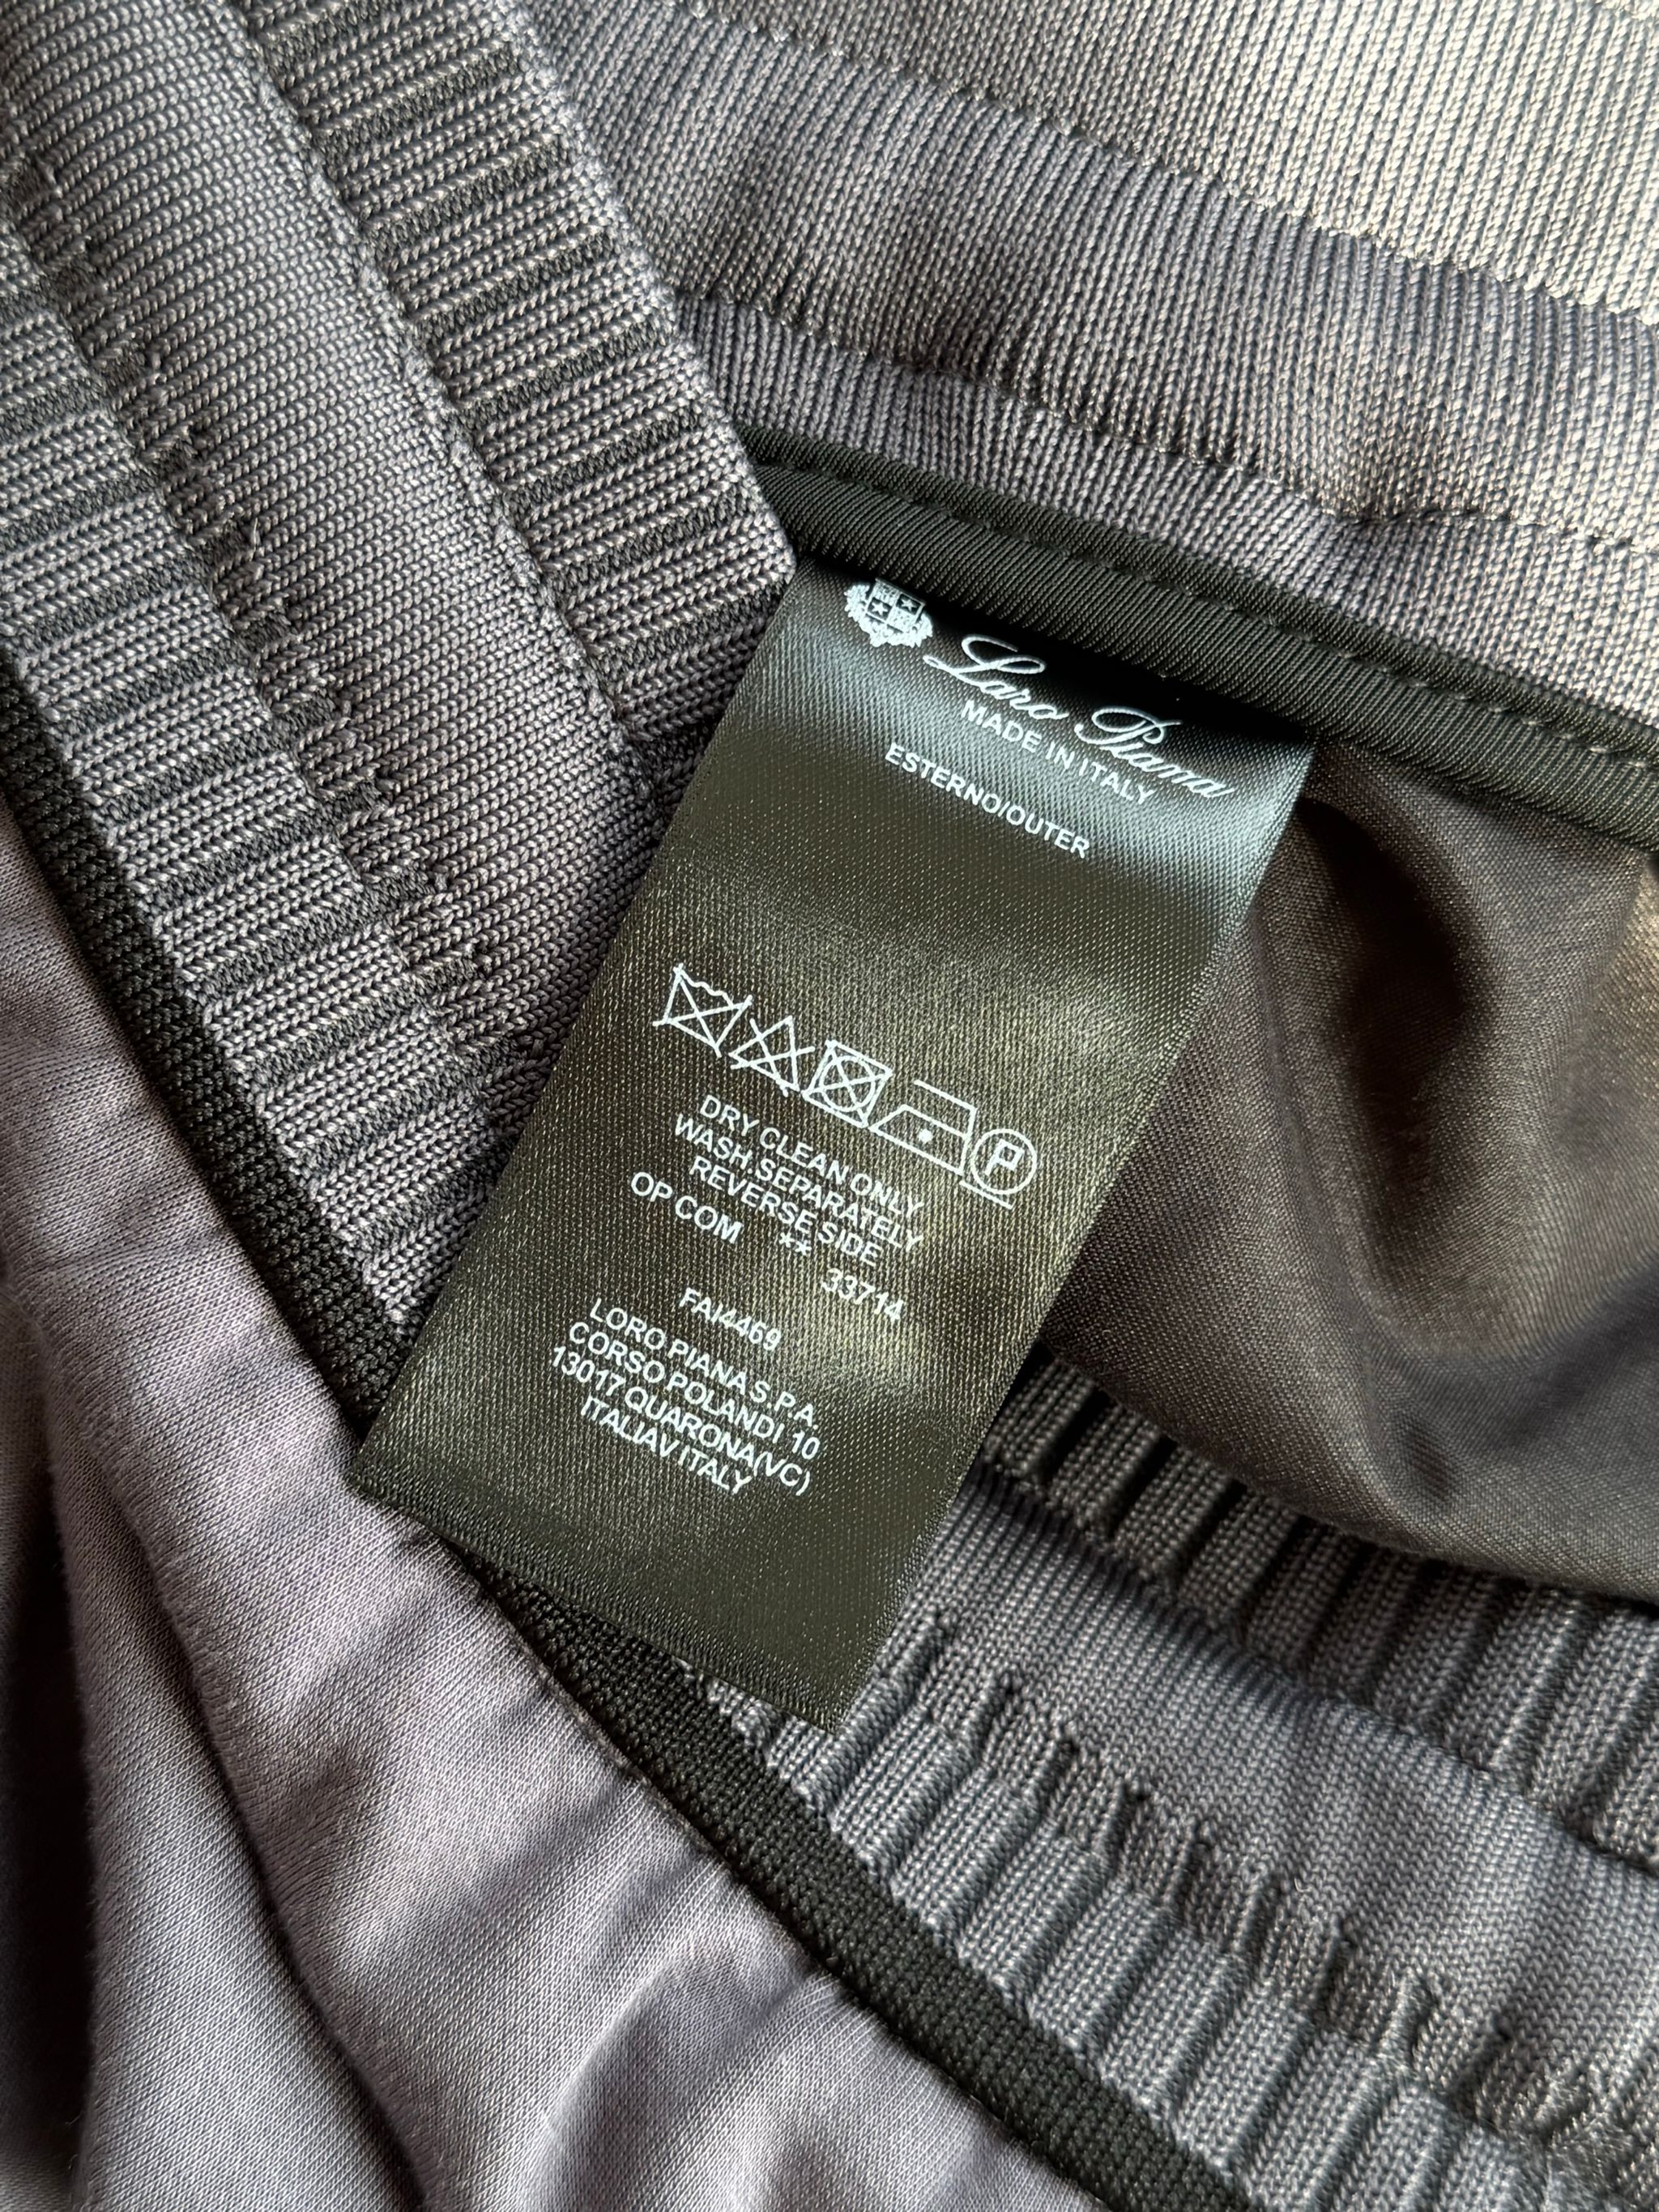 Loro Piana
MADE IN ITALY
ESTERNO/OUTER
P
DRY CLEAN ONLY
WASH.SEPARATELY
REVERSE SIDE
OP COM ** 33714
FAI4469
LORO PIANA S.P.A.
CORSO POLANDI 10
13017 QUARONA(VC)
ITALIAV ITALY